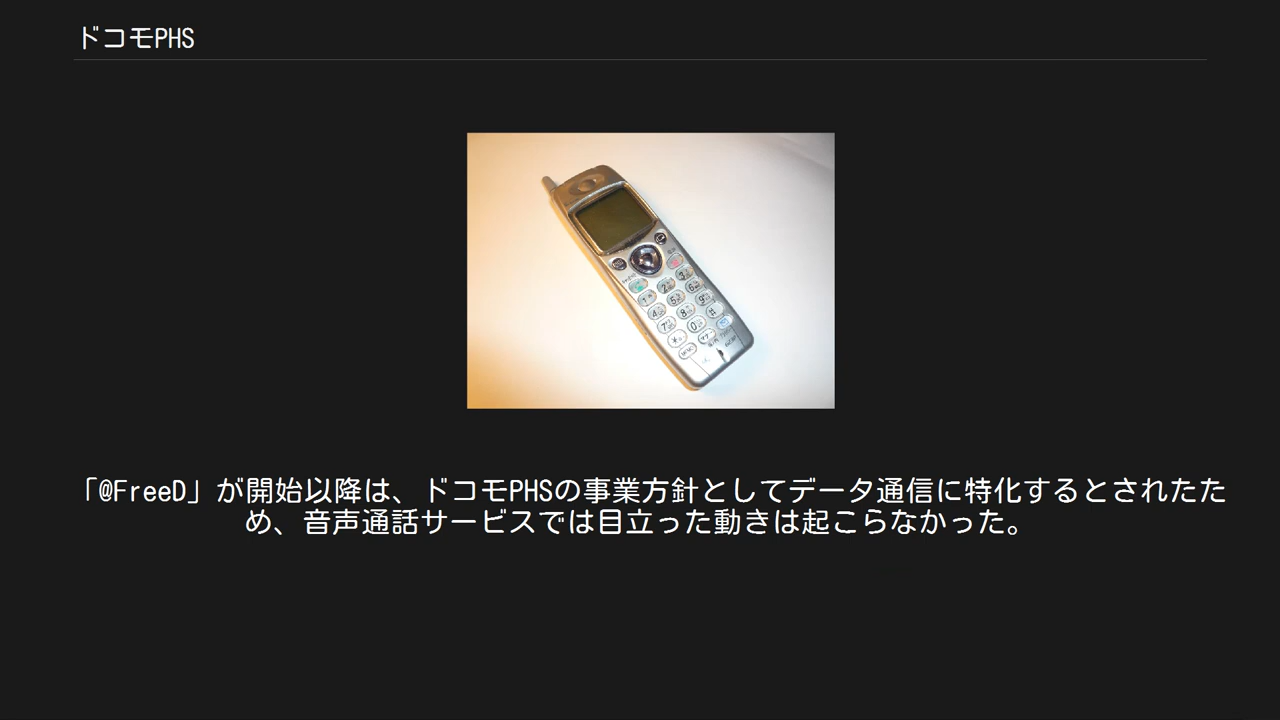 ドコモPHS
「@FreeD」が開始以降は、ドコモPHSの事業方針としてデータ通信に特化するとされたた
め、音声通話サービスでは目立った動きは起こらなかった。